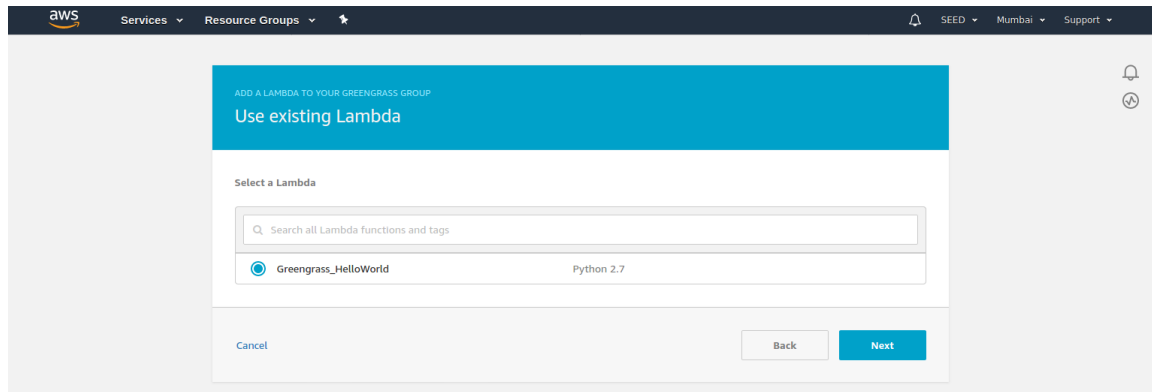 aws Services Resource Groups SEED Mumbai Support
ADD A LAMBDA TO YOUR GREENGRASS GROUP
Use existing Lambda
Select a Lambda
Search all Lambda functions and tags
Greengrass_HelloWorld Python 2.7
Cancel Back Next